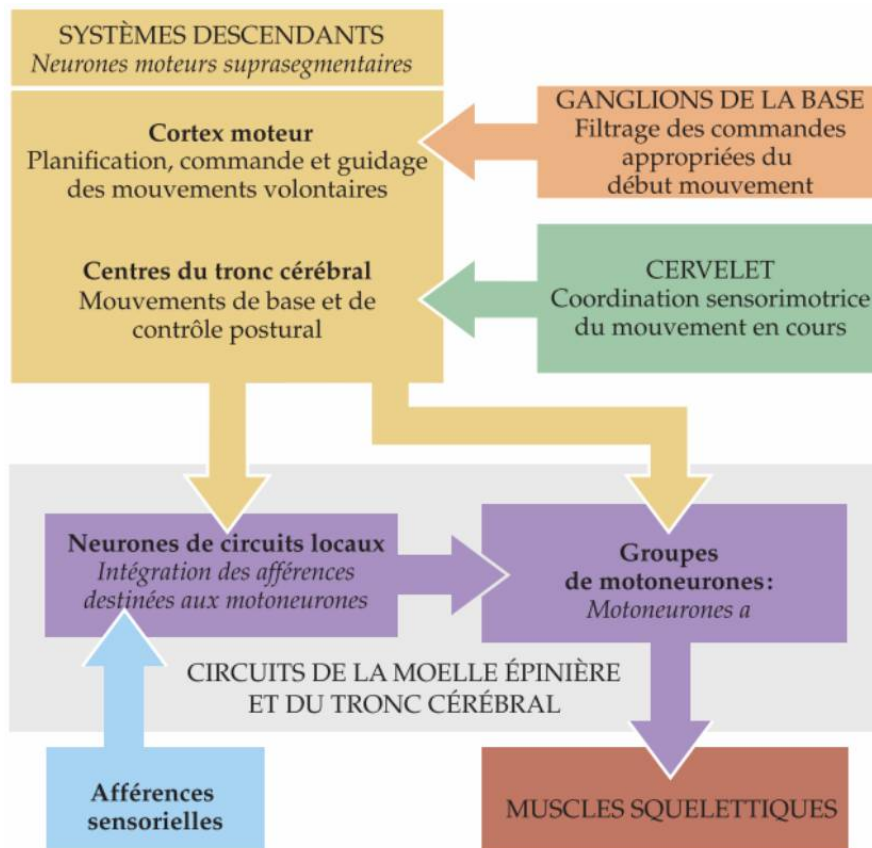 SYSTÈMES DESCENDANTS
Neurones moteurs suprasegmentaires
Cortex moteur
Planification, commande et guidage
des mouvements volontaires
Centres du tronc cérébral
Mouvements de base et de
contrôle postural
GANGLIONS DE LA BASE
Filtrage des commandes
appropriées du
début mouvement
CERVELET
Coordination sensorimotrice
du mouvement en cours
Neurones de circuits locaux
Intégration des afférences
destinées aux motoneurones
Groupes
de motoneurones:
Motoneurones a
CIRCUITS DE LA MOELLE ÉPINIÈRE
ET DU TRONC CÉRÉBRAL
Afférences
sensorielles
MUSCLES SQUELETTIQUES